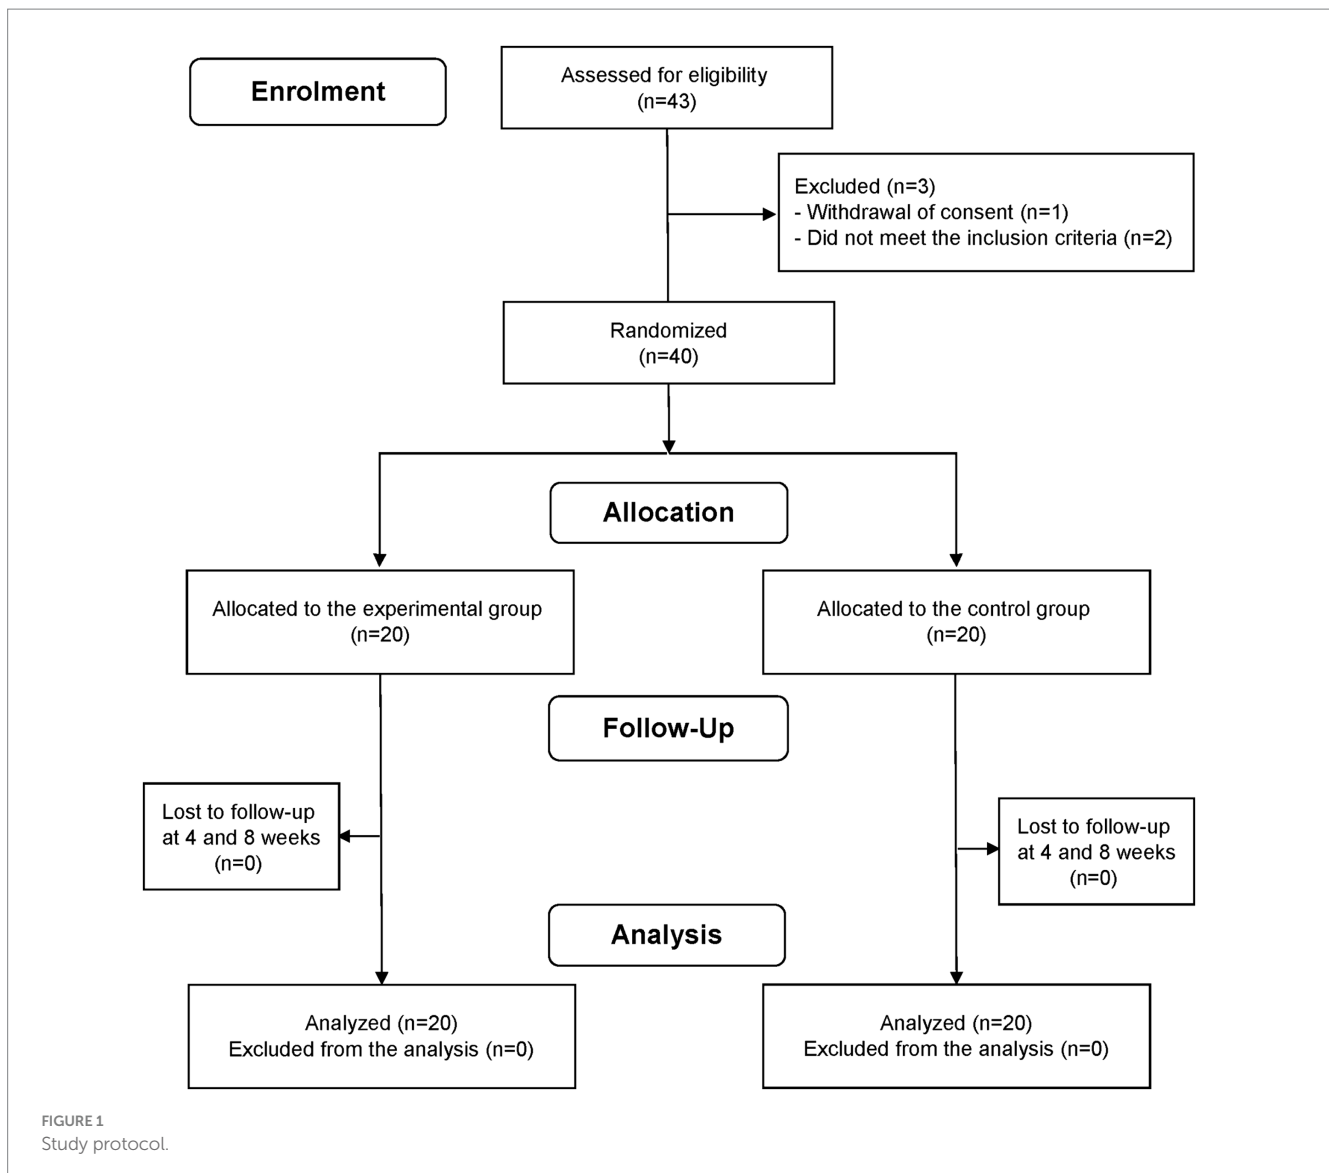 Enrolment
Assessed for eligibility
(n=43)
Excluded (n=3)
- Withdrawal of consent (n=1)
- Did not meet the inclusion criteria (n=2)
Randomized
(n=40)
Allocation
Allocated to the experimental group
(n=20)
Allocated to the control group
(n=20)
Follow-Up
Lost to follow-up
at 4 and 8 weeks
(n=0)
Lost to follow-up
at 4 and 8 weeks
(n=0)
Analysis
Analyzed (n=20)
Excluded from the analysis (n=0)
Analyzed (n=20)
Excluded from the analysis (n=0)
FIGURE 1
Study protocol.